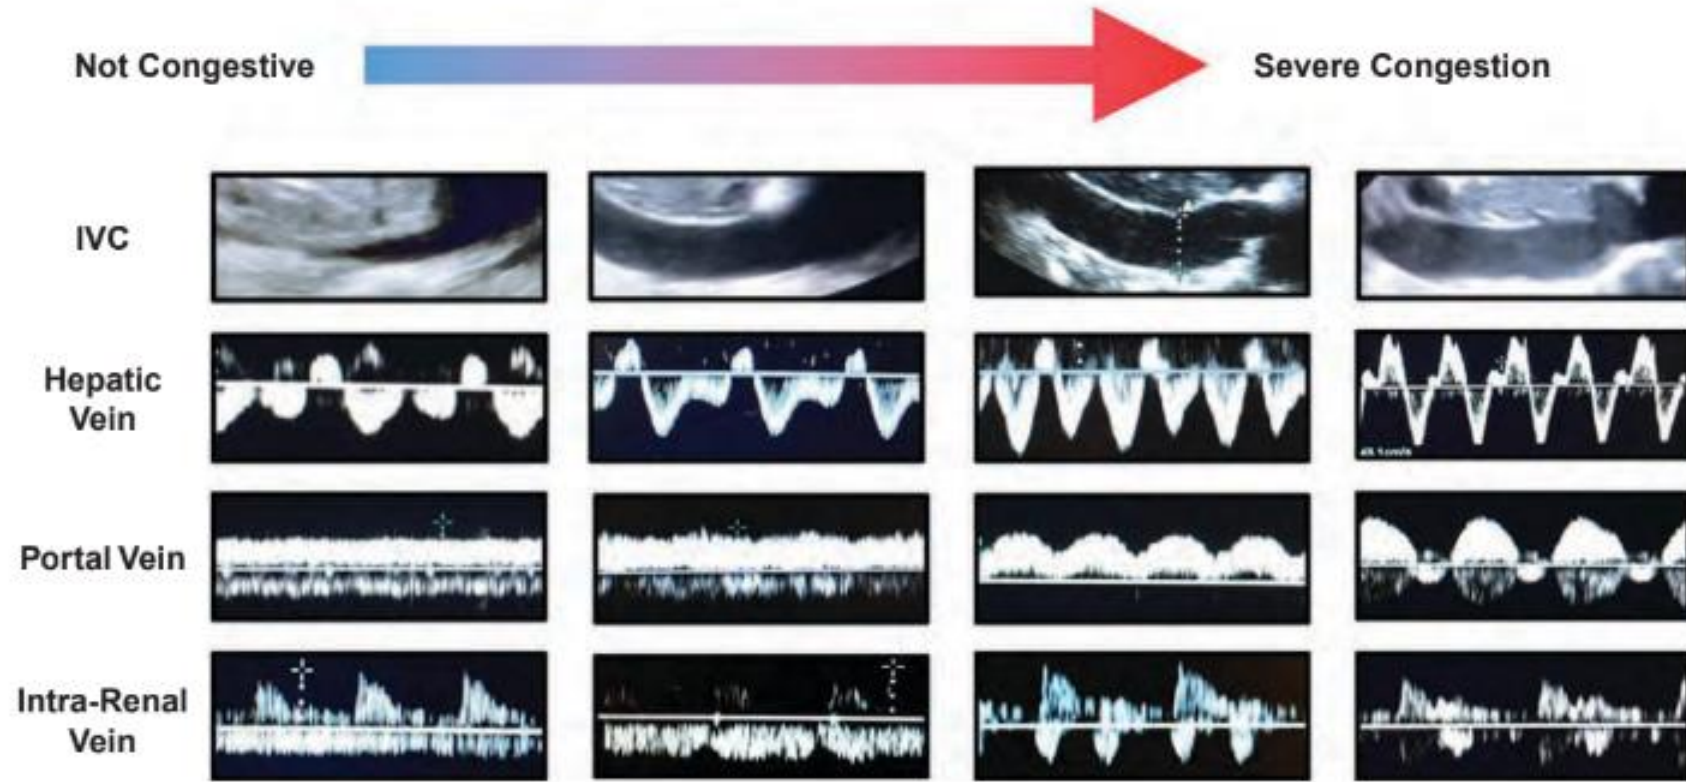 Not Congestive
Severe Congestion
IVC
Hepatic
Vein
Portal Vein
Intra-Renal
Vein